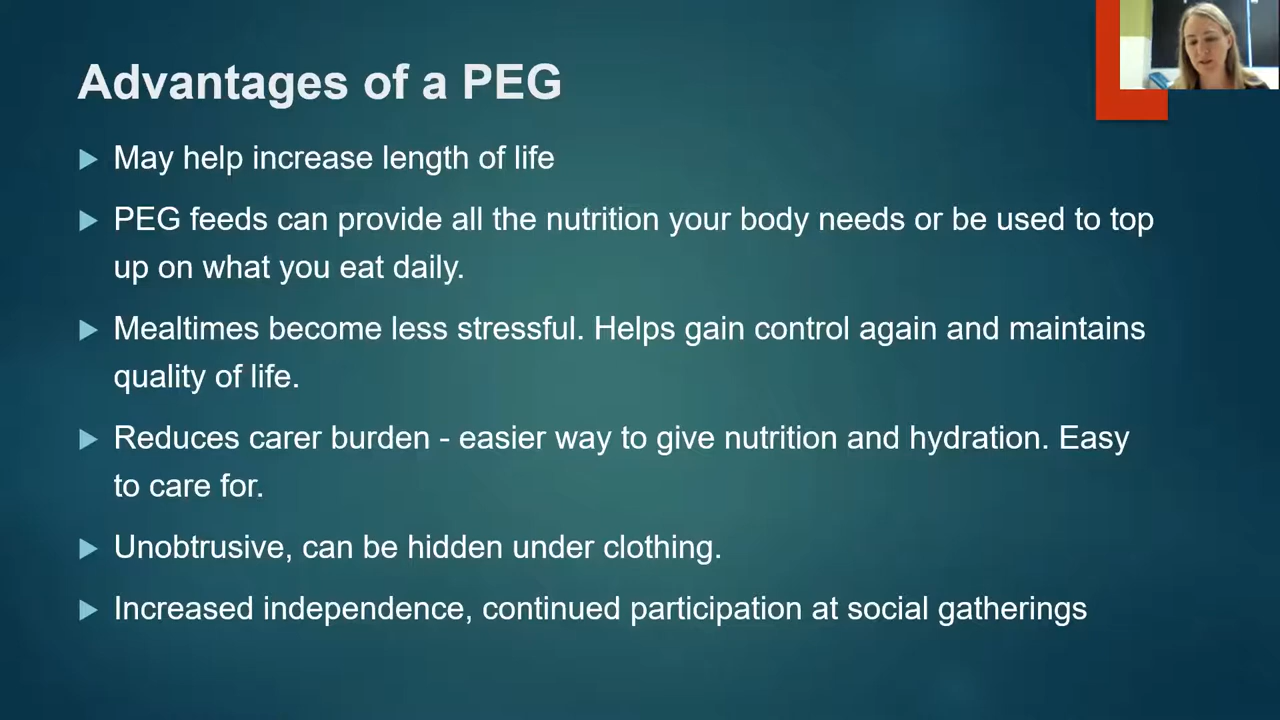 Advantages of a PEG
May help increase length of life
PEG feeds can provide all the nutrition your body needs or be used to top
up on what you eat daily.
Mealtimes become less stressful. Helps gain control again and maintains
quality of life.
Reduces carer burden - easier way to give nutrition and hydration. Easy
to care for.
Unobtrusive, can be hidden under clothing.
Increased independence, continued participation at social gatherings